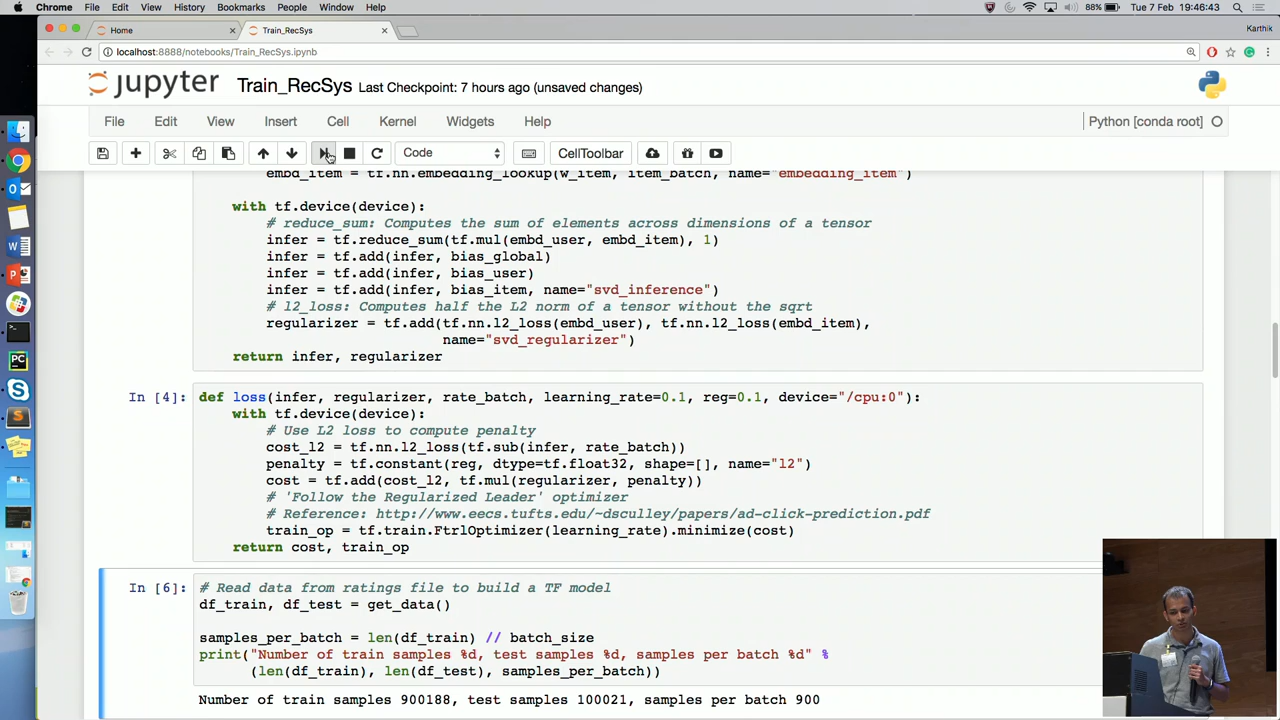 Chrome File Edit View History Bookmarks People Window Help 88% Tue 7 Feb 19:46:43
Home Train_RecSys Karthik
localhost:8888/notebooks/Train_RecSys.ipynb
jupyter Train_RecSys Last Checkpoint: 7 hours ago (unsaved changes)
File Edit View Insert Cell Kernel Widgets Help Python [conda root]
Code CellToolbar
embd_item = tf.nn.embedding_lookup(w_item, item_batch, name="embedding_item")
with tf.device(device):
# reduce_sum: Computes the sum of elements across dimensions of a tensor
infer = tf.reduce_sum(tf.mul(embd_user, embd_item), 1)
infer = tf.add(infer, bias_global)
infer = tf.add(infer, bias_user)
infer = tf.add(infer, bias_item, name="svd_inference")
# l2_loss: Computes half the L2 norm of a tensor without the sqrt
regularizer = tf.add(tf.nn.l2_loss(embd_user), tf.nn.l2_loss(embd_item),
name="svd_regularizer")
return infer, regularizer
In [4]: def loss(infer, regularizer, rate_batch, learning_rate=0.1, reg=0.1, device="/cpu:0"):
with tf.device(device):
# Use L2 loss to compute penalty
cost_l2 = tf.nn.l2_loss(tf.sub(infer, rate_batch))
penalty = tf.constant(reg, dtype=tf.float32, shape=[], name="l2")
cost = tf.add(cost_l2, tf.mul(regularizer, penalty))
# 'Follow the Regularized Leader' optimizer
# Reference: http://www.eecs.tufts.edu/~dsculley/papers/ad-click-prediction.pdf
train_op = tf.train.FtrlOptimizer(learning_rate).minimize(cost)
return cost, train_op
In [6]: # Read data from ratings file to build a TF model
df_train, df_test = get_data()
samples_per_batch = len(df_train) // batch_size
print("Number of train samples %d, test samples %d, samples per batch %d" %
(len(df_train), len(df_test), samples_per_batch))
Number of train samples 900188, test samples 100021, samples per batch 900